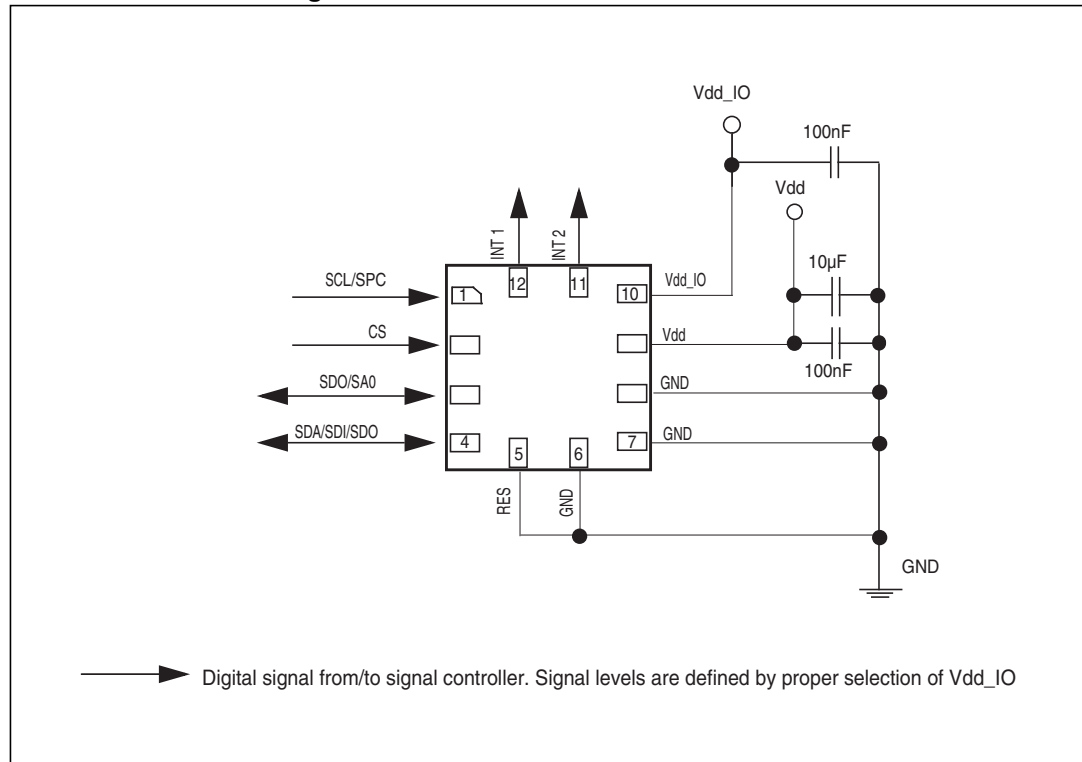 Vdd_IO
100nF
Vdd
INT 1
INT 2
10µF
SCL/SPC
1
12
11
10
Vdd_IO
CS
Vdd
100nF
SDO/SA0
GND
SDA/SDI/SDO
4
5
6
7
GND
RES
GND
GND
Digital signal from/to signal controller. Signal levels are defined by proper selection of Vdd_IO